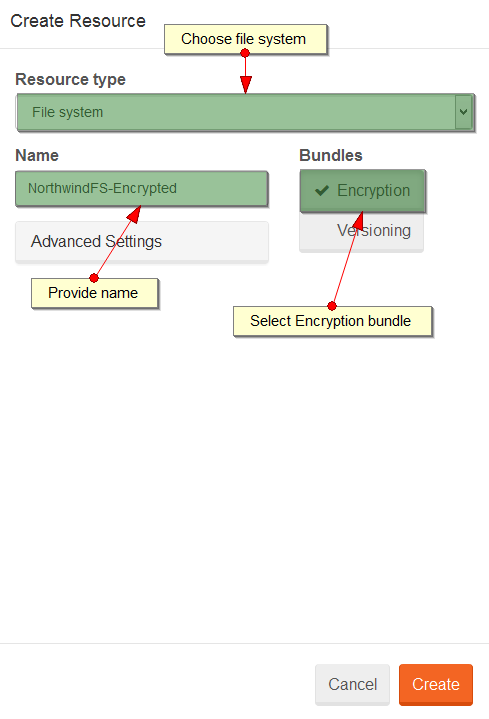 Create Resource
Choose file system
Resource type
File system
Name
Bundles
NorthwindFS-Encrypted
Encryption
Advanced Settings
Versioning
Provide name
Select Encryption bundle
Cancel
Create